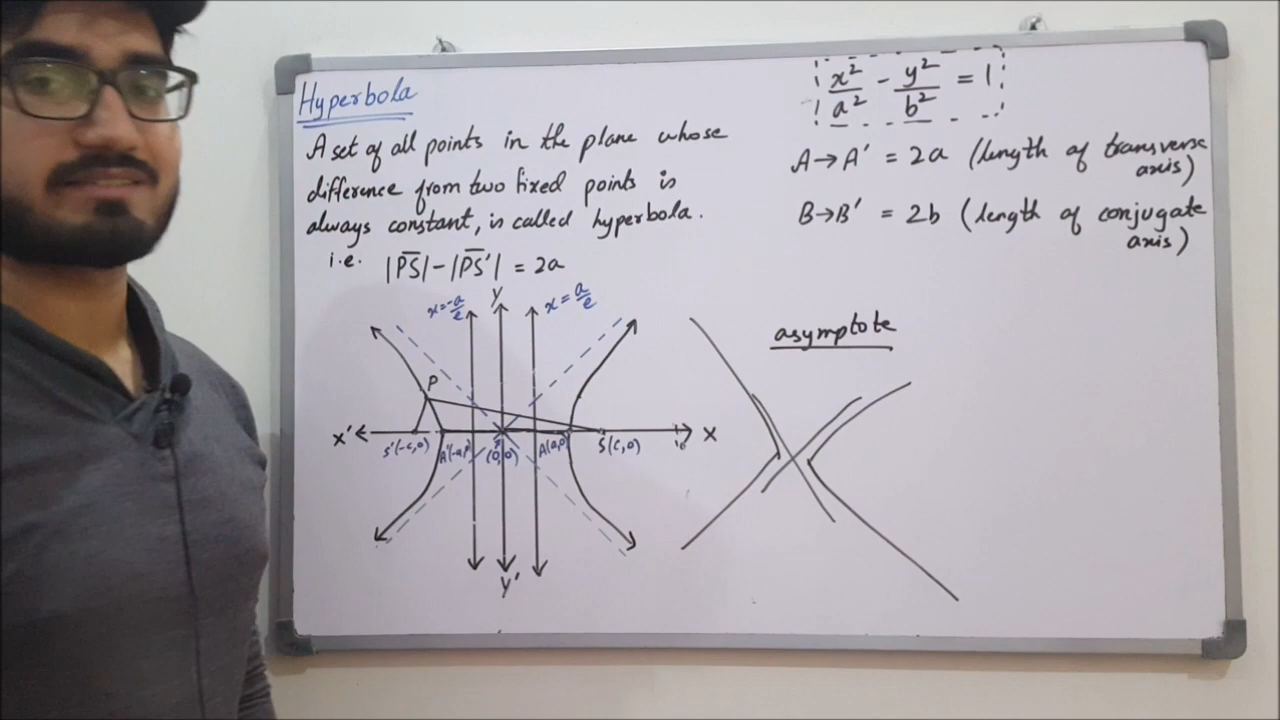 Hyperbola
A set of all points in the plane whose
difference from two fixed points is
always constant, is called hyperbola.
i.e. |PS| - |PS'| = 2a
x²/a² - y²/b² = 1
A→A' = 2a (length of transverse
axis)
B→B' = 2b (length of conjugate
axis)
x=-a/e
Y
x=a/e
asymptote
P
X'
S'(-c,0)
A'(-a,0)
(0,0)
A(a,0)
S(c,0)
X
Y'